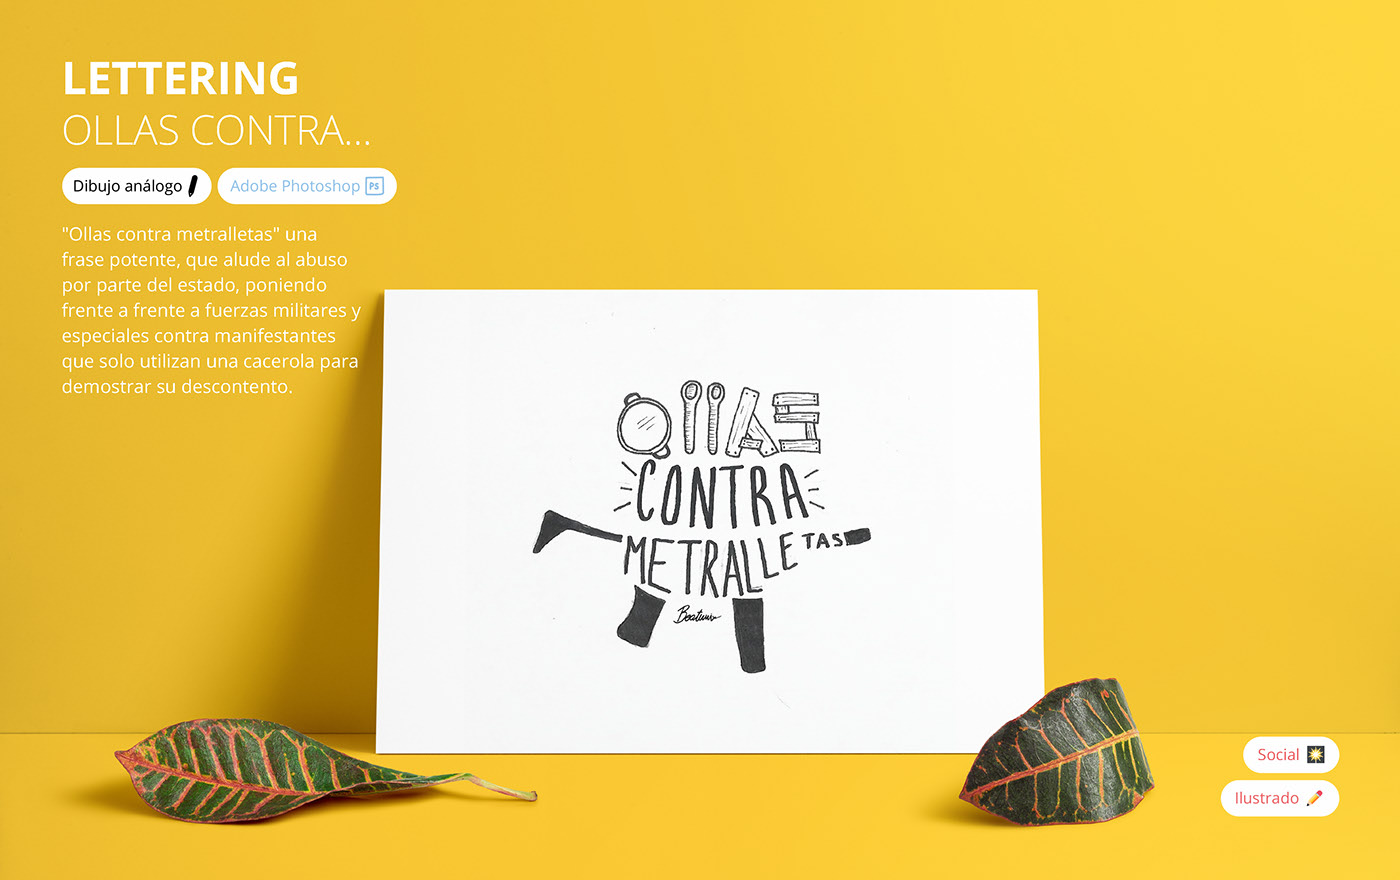 LETTERING
OLLAS CONTRA...
Dibujo análogo
Adobe Photoshop PS
"Ollas contra metralletas" una
frase potente, que alude al abuso
por parte del estado, poniendo
frente a frente a fuerzas militares y
especiales contra manifestantes
que solo utilizan una cacerola para
demostrar su descontento.
OllAS
CONTRA
METRALLETAS
Social
Ilustrado